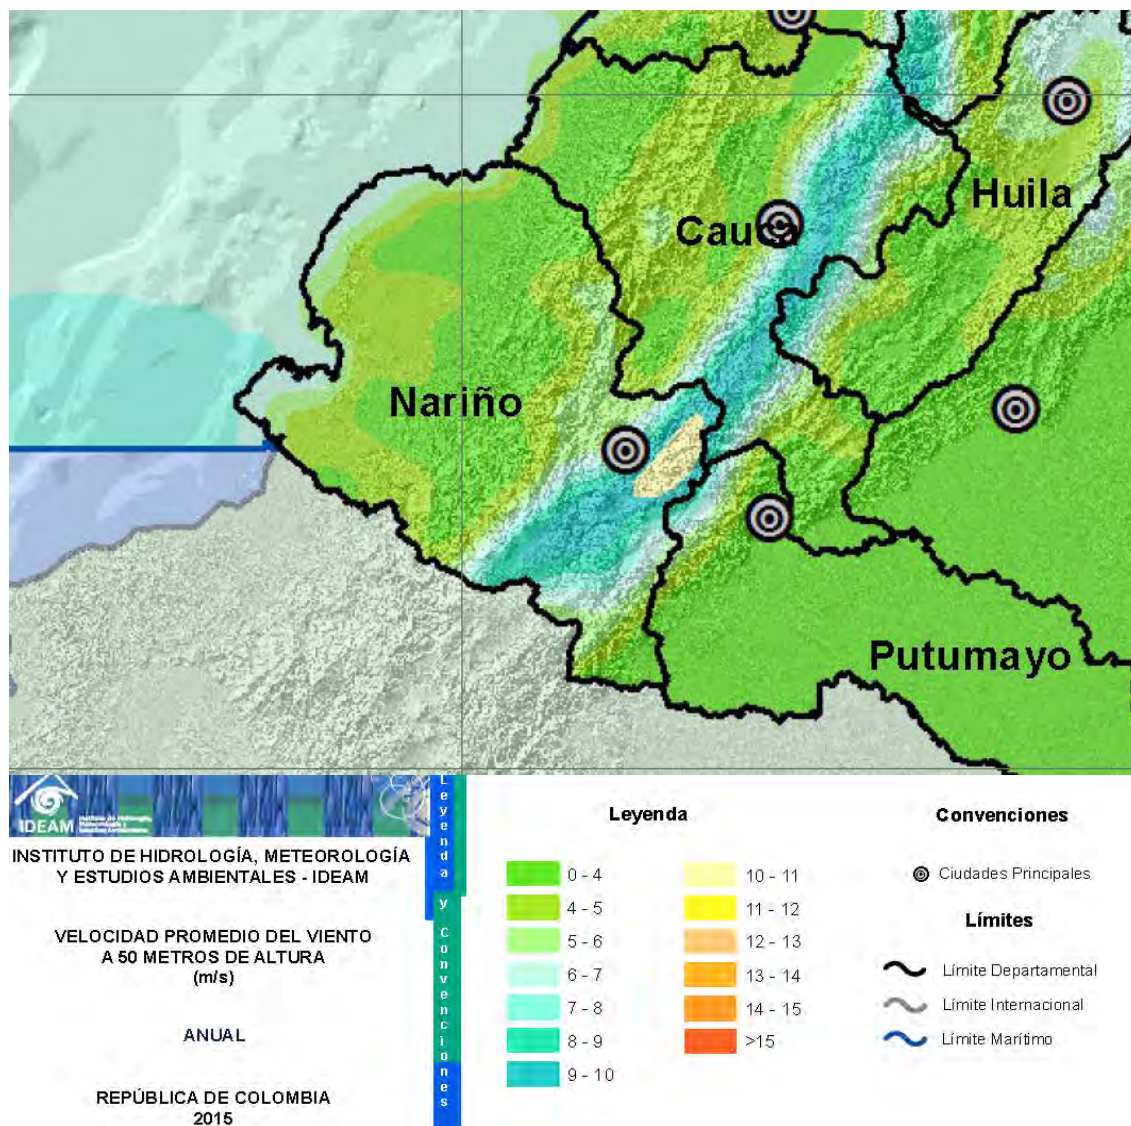 Huila
Cauca
Nariño
Putumayo
IDEAM
INSTITUTO DE HIDROLOGÍA, METEOROLOGÍA
Y ESTUDIOS AMBIENTALES - IDEAM
VELOCIDAD PROMEDIO DEL VIENTO
A 50 METROS DE ALTURA
(m/s)
ANUAL
REPÚBLICA DE COLOMBIA
2015
Leyenda y Convenciones
Leyenda
0 - 4
4 - 5
5 - 6
6 - 7
7 - 8
8 - 9
9 - 10
10 - 11
11 - 12
12 - 13
13 - 14
14 - 15
>15
Convenciones
Ciudades Principales
Límites
Límite Departamental
Límite Internacional
Límite Marítimo